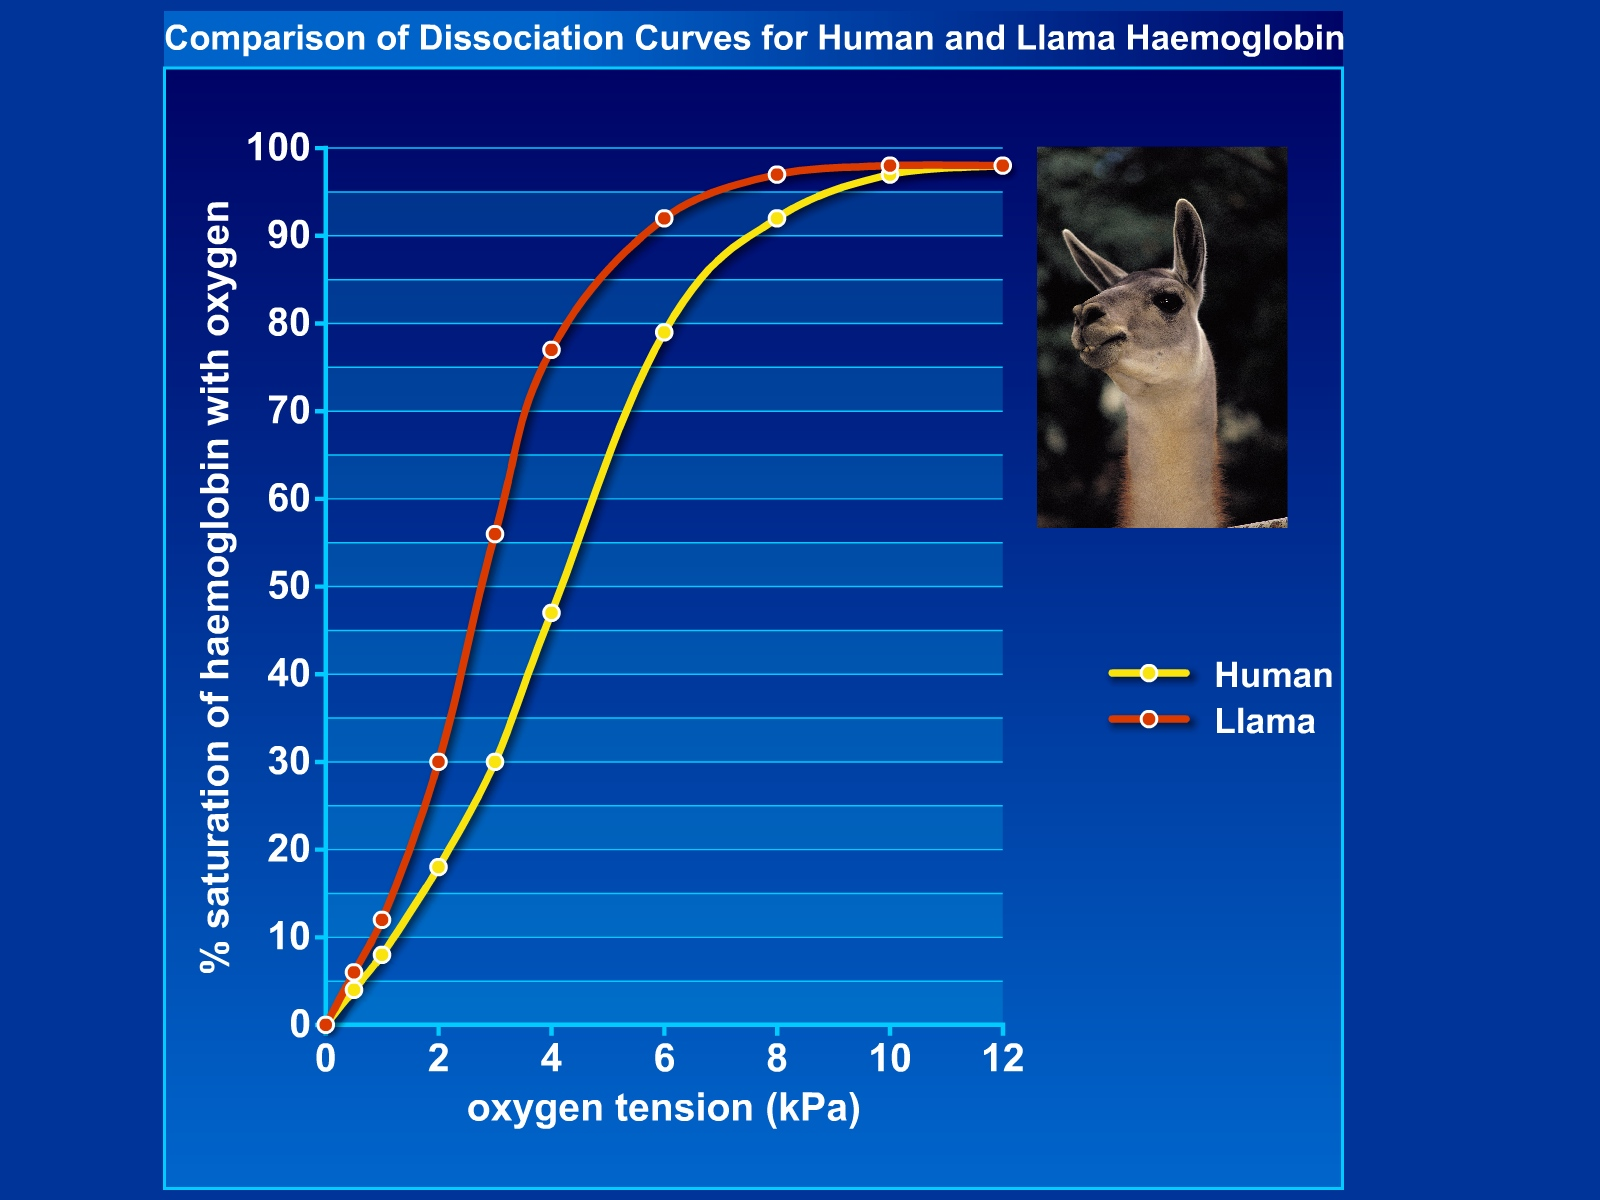 Comparison of Dissociation Curves for Human and Llama Haemoglobin
% saturation of haemoglobin with oxygen
100
90
80
70
60
50
40
30
20
10
0
0 2 4 6 8 10 12
oxygen tension (kPa)
Human
Llama